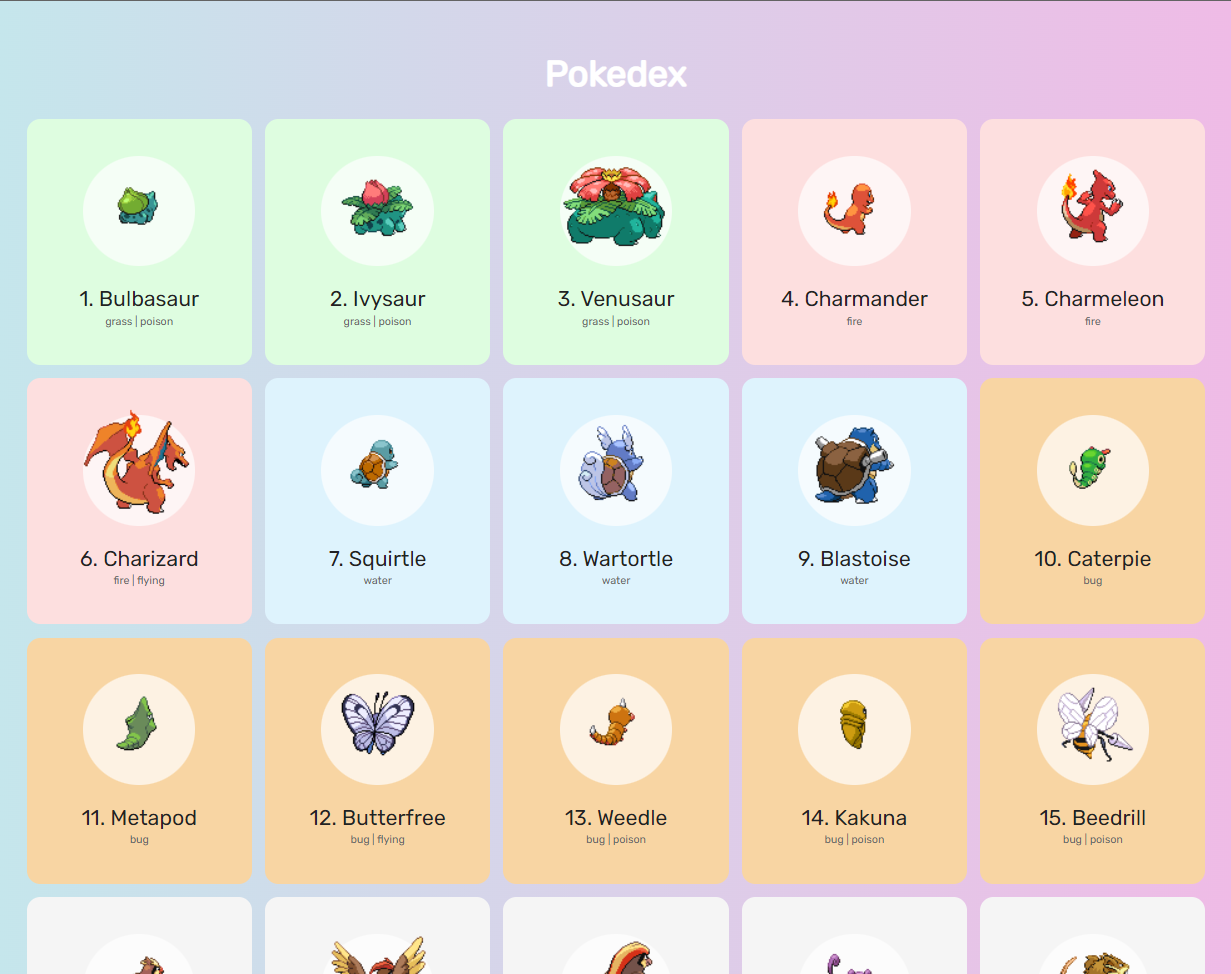 Pokedex
1. Bulbasaur
grass | poison
2. Ivysaur
grass | poison
3. Venusaur
grass | poison
4. Charmander
fire
5. Charmeleon
fire
6. Charizard
fire | flying
7. Squirtle
water
8. Wartortle
water
9. Blastoise
water
10. Caterpie
bug
11. Metapod
bug
12. Butterfree
bug | flying
13. Weedle
bug | poison
14. Kakuna
bug | poison
15. Beedrill
bug | poison